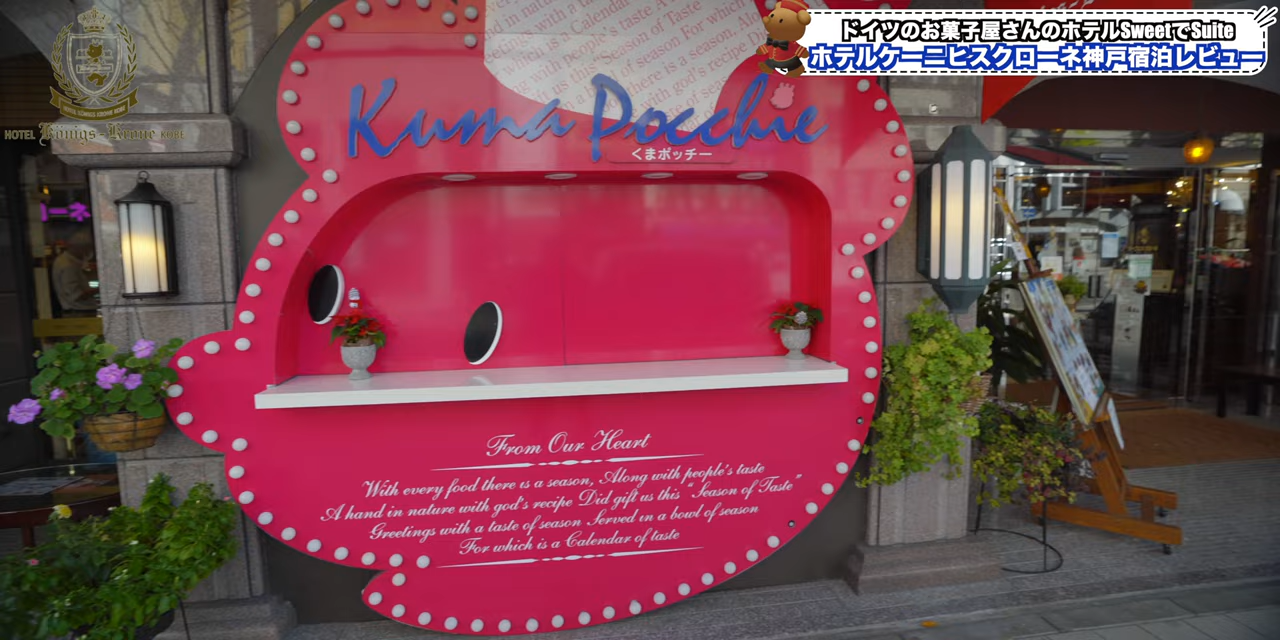 ドイツのお菓子屋さんのホテルSweetでSuite
ホテルケーニヒスクローネ神戸宿泊レビュー
HOTEL Königs-Krone KOBE
Kuma Pocchie
くまポッチー
From Our Heart
With every food there is a season, Along with people's taste
A hand in nature with god's recipe Did gift us this "Season of Taste"
Greetings with a taste of season Served in a bowl of season
For which is a Calendar of taste